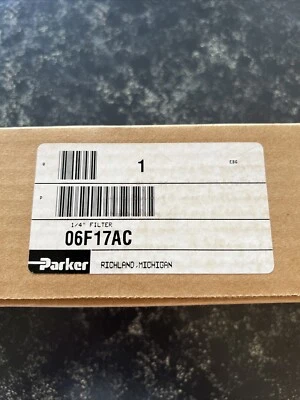 1
1/4" FILTER
06F17AC
Parker
RICHLAND,MICHIGAN